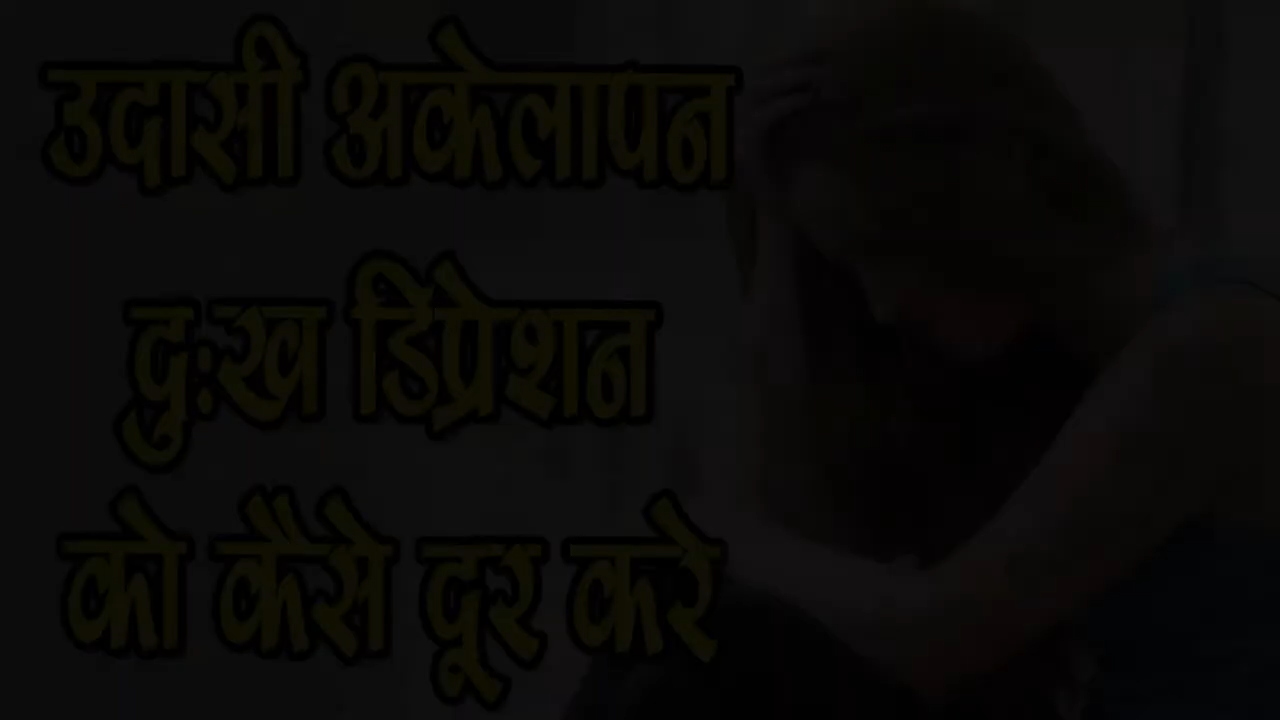 उदासी अकेलापन
दुःख डिप्रेशन
को कैसे दूर करे